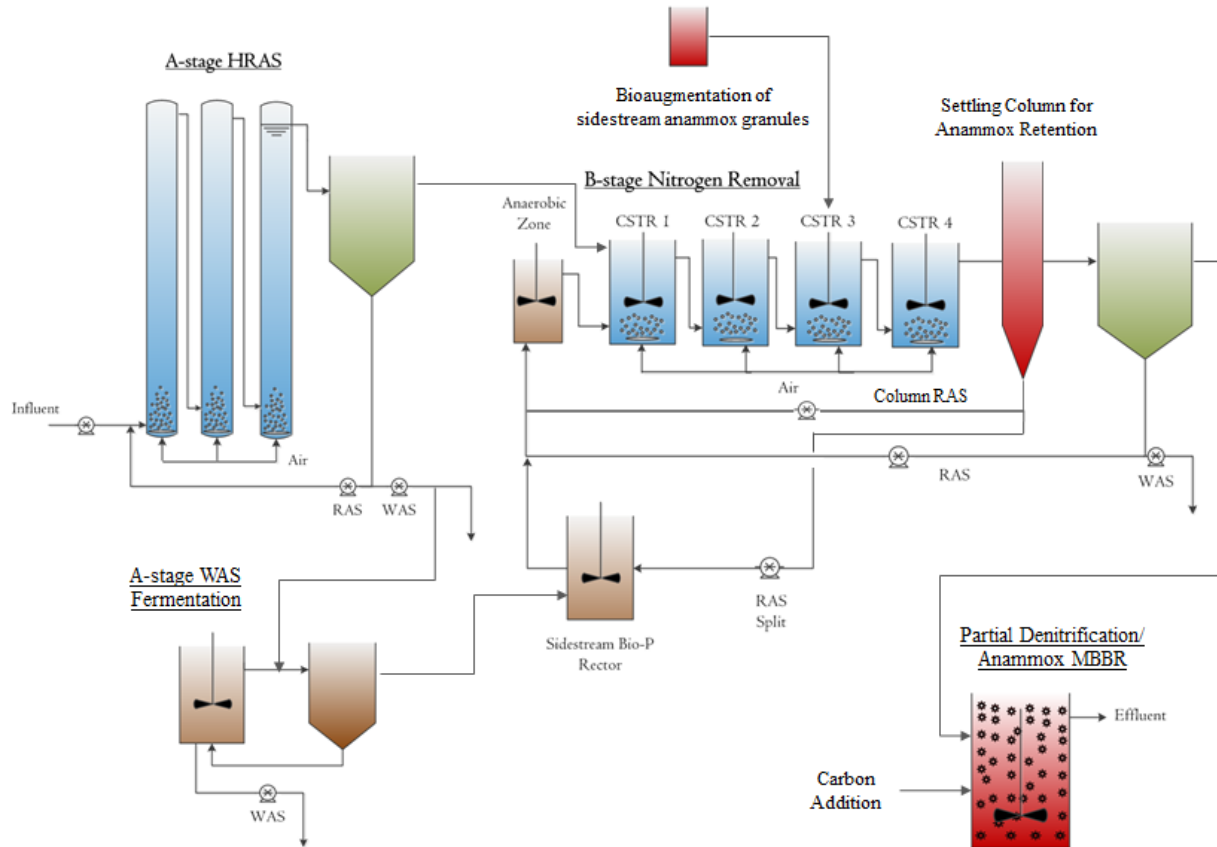 A-stage HRAS
Bioaugmentation of
sidestream anammox granules
Settling Column for
Anammox Retention
B-stage Nitrogen Removal
Anaerobic
Zone
CSTR 1
CSTR 2
CSTR 3
CSTR 4
Influent
Air
Air
Column RAS
RAS
WAS
RAS
WAS
A-stage WAS
Fermentation
Sidestream Bio-P
Rector
RAS
Split
Partial Denitrification/
Anammox MBBR
Effluent
Carbon
Addition
WAS